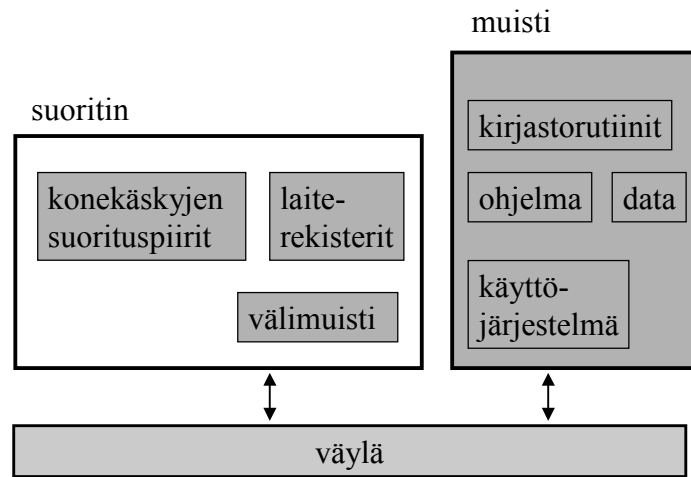 muisti
suoritin
kirjastorutiinit
konekäskyjen
suorituspiirit
laite-
rekisterit
ohjelma
data
välimuisti
käyttö-
järjestelmä
väylä